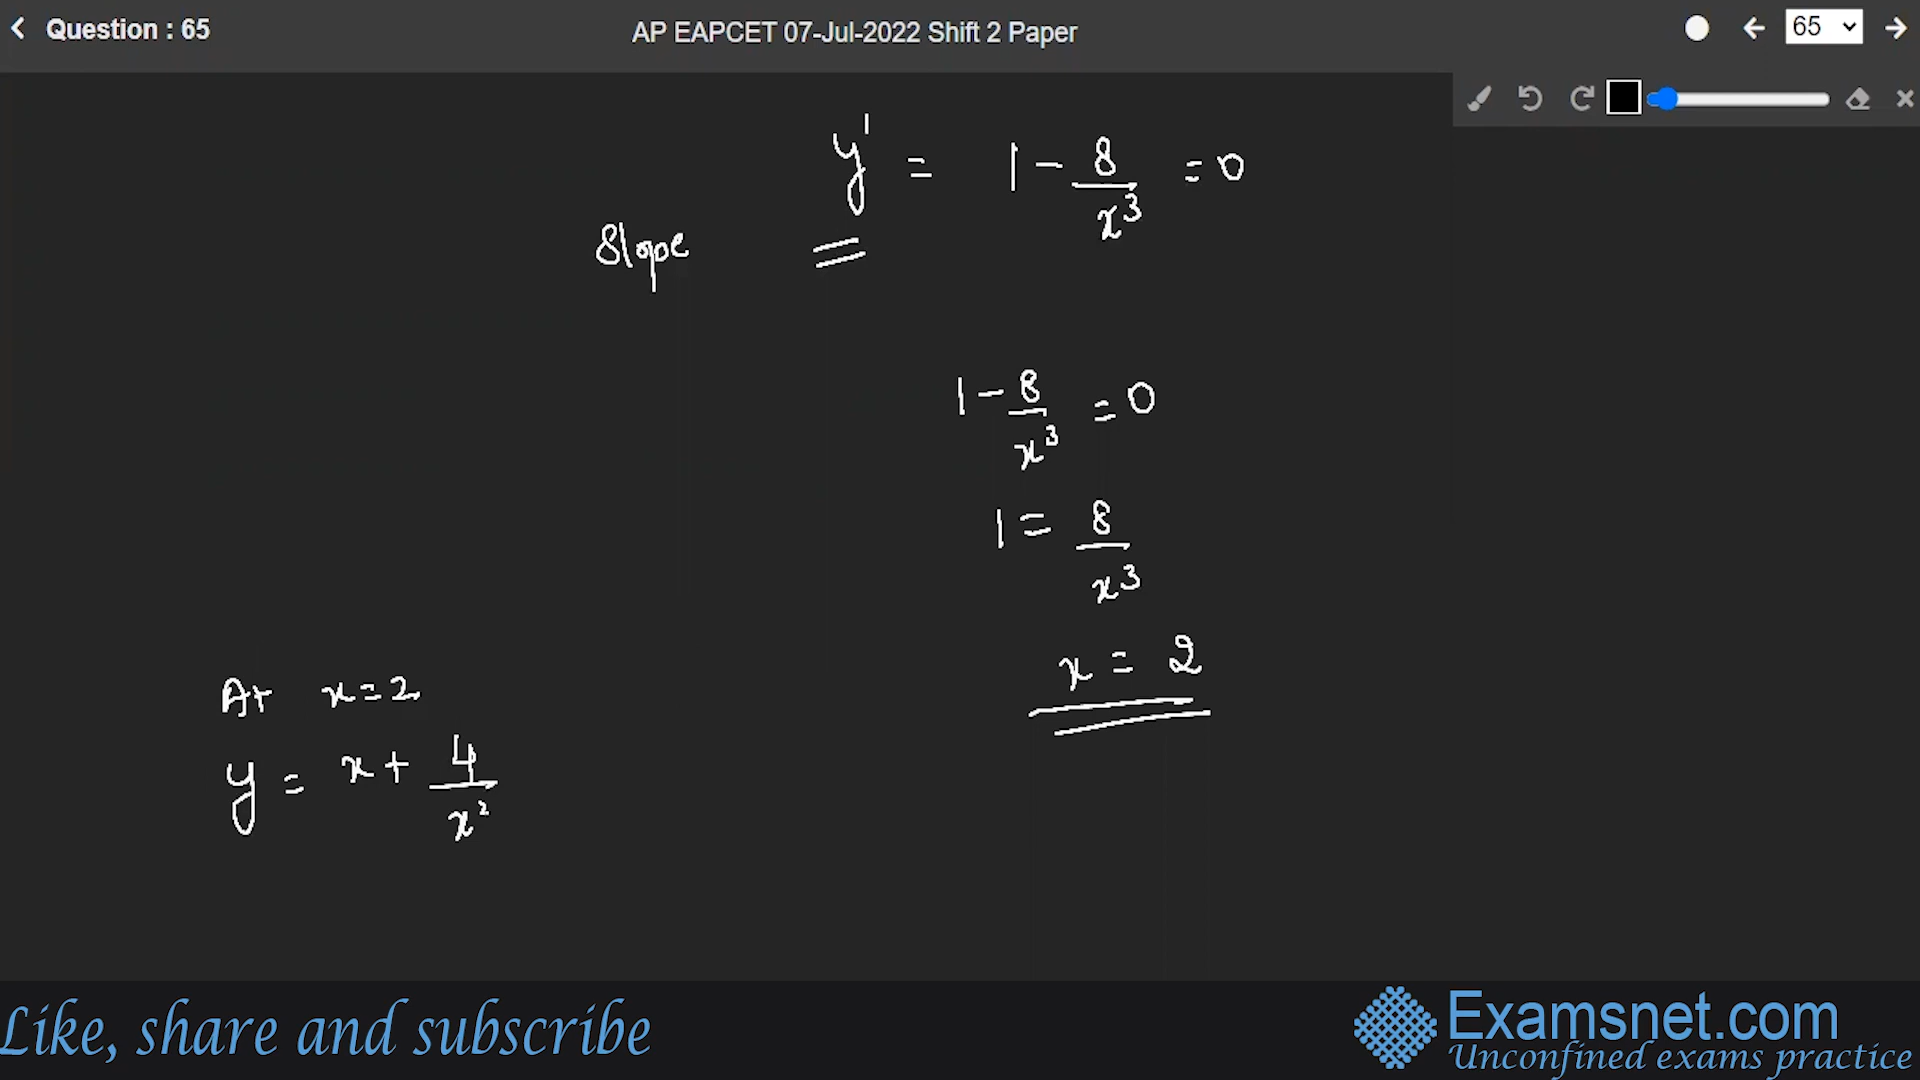 Question : 65
AP EAPCET 07-Jul-2022 Shift 2 Paper
65
y' = 1 - 8/x³ = 0
Slope
1 - 8/x³ = 0
1 = 8/x³
x = 2
At x = 2
y = x + 4/x²
Like, share and subscribe
Examsnet.com
Unconfined exams practice